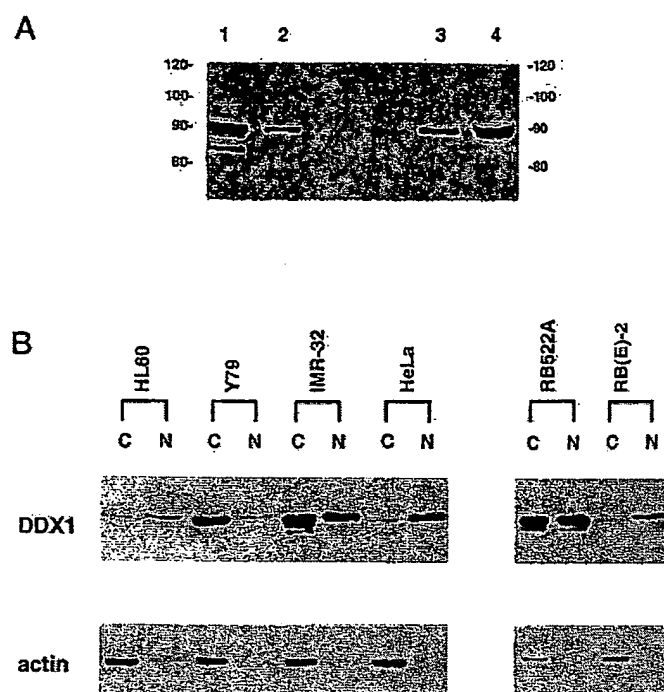 A
1 2 3 4
120- -120
100- -100
90- -90
80- -80
B
HL60 Y79 IMR-32 HeLa RB522A RB(E)-2
C N C N C N C N C N C N
DDX1
actin